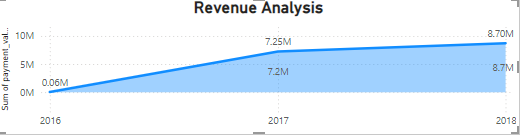 Revenue Analysis
Sum of payment_val...
10M
5M
0M
0.06M
7.25M
7.2M
8.70M
8.7M
2016
2017
2018